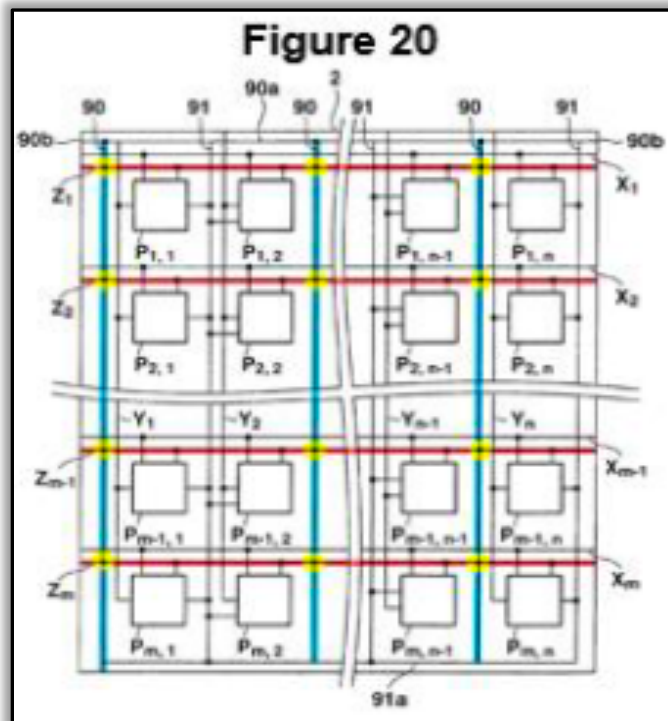 Figure 20
2
90a
90 91 90 91 90 91
90b 90b
Z1 X1
P1, 1 P1, 2 P1, n-1 P1, n
Z2 X2
P2, 1 P2, 2 P2, n-1 P2, n
Y1 Y2 Yn-1 Yn
Zm-1 Xm-1
Pm-1, 1 Pm-1, 2 Pm-1, n-1 Pm-1, n
Zm Xm
Pm, 1 Pm, 2 Pm, n-1 Pm, n
91a